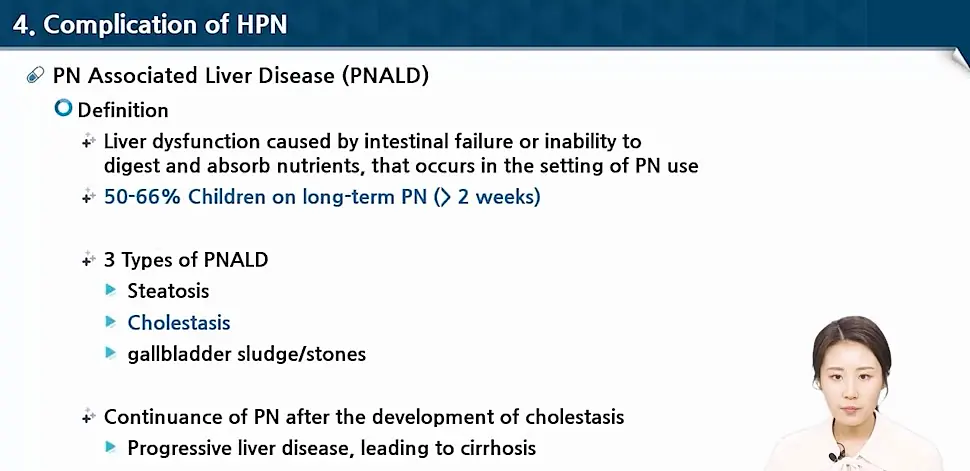 4. Complication of HPN
PN Associated Liver Disease (PNALD)
Definition
Liver dysfunction caused by intestinal failure or inability to
digest and absorb nutrients, that occurs in the setting of PN use
50-66% Children on long-term PN (> 2 weeks)
3 Types of PNALD
Steatosis
Cholestasis
gallbladder sludge/stones
Continuance of PN after the development of cholestasis
Progressive liver disease, leading to cirrhosis